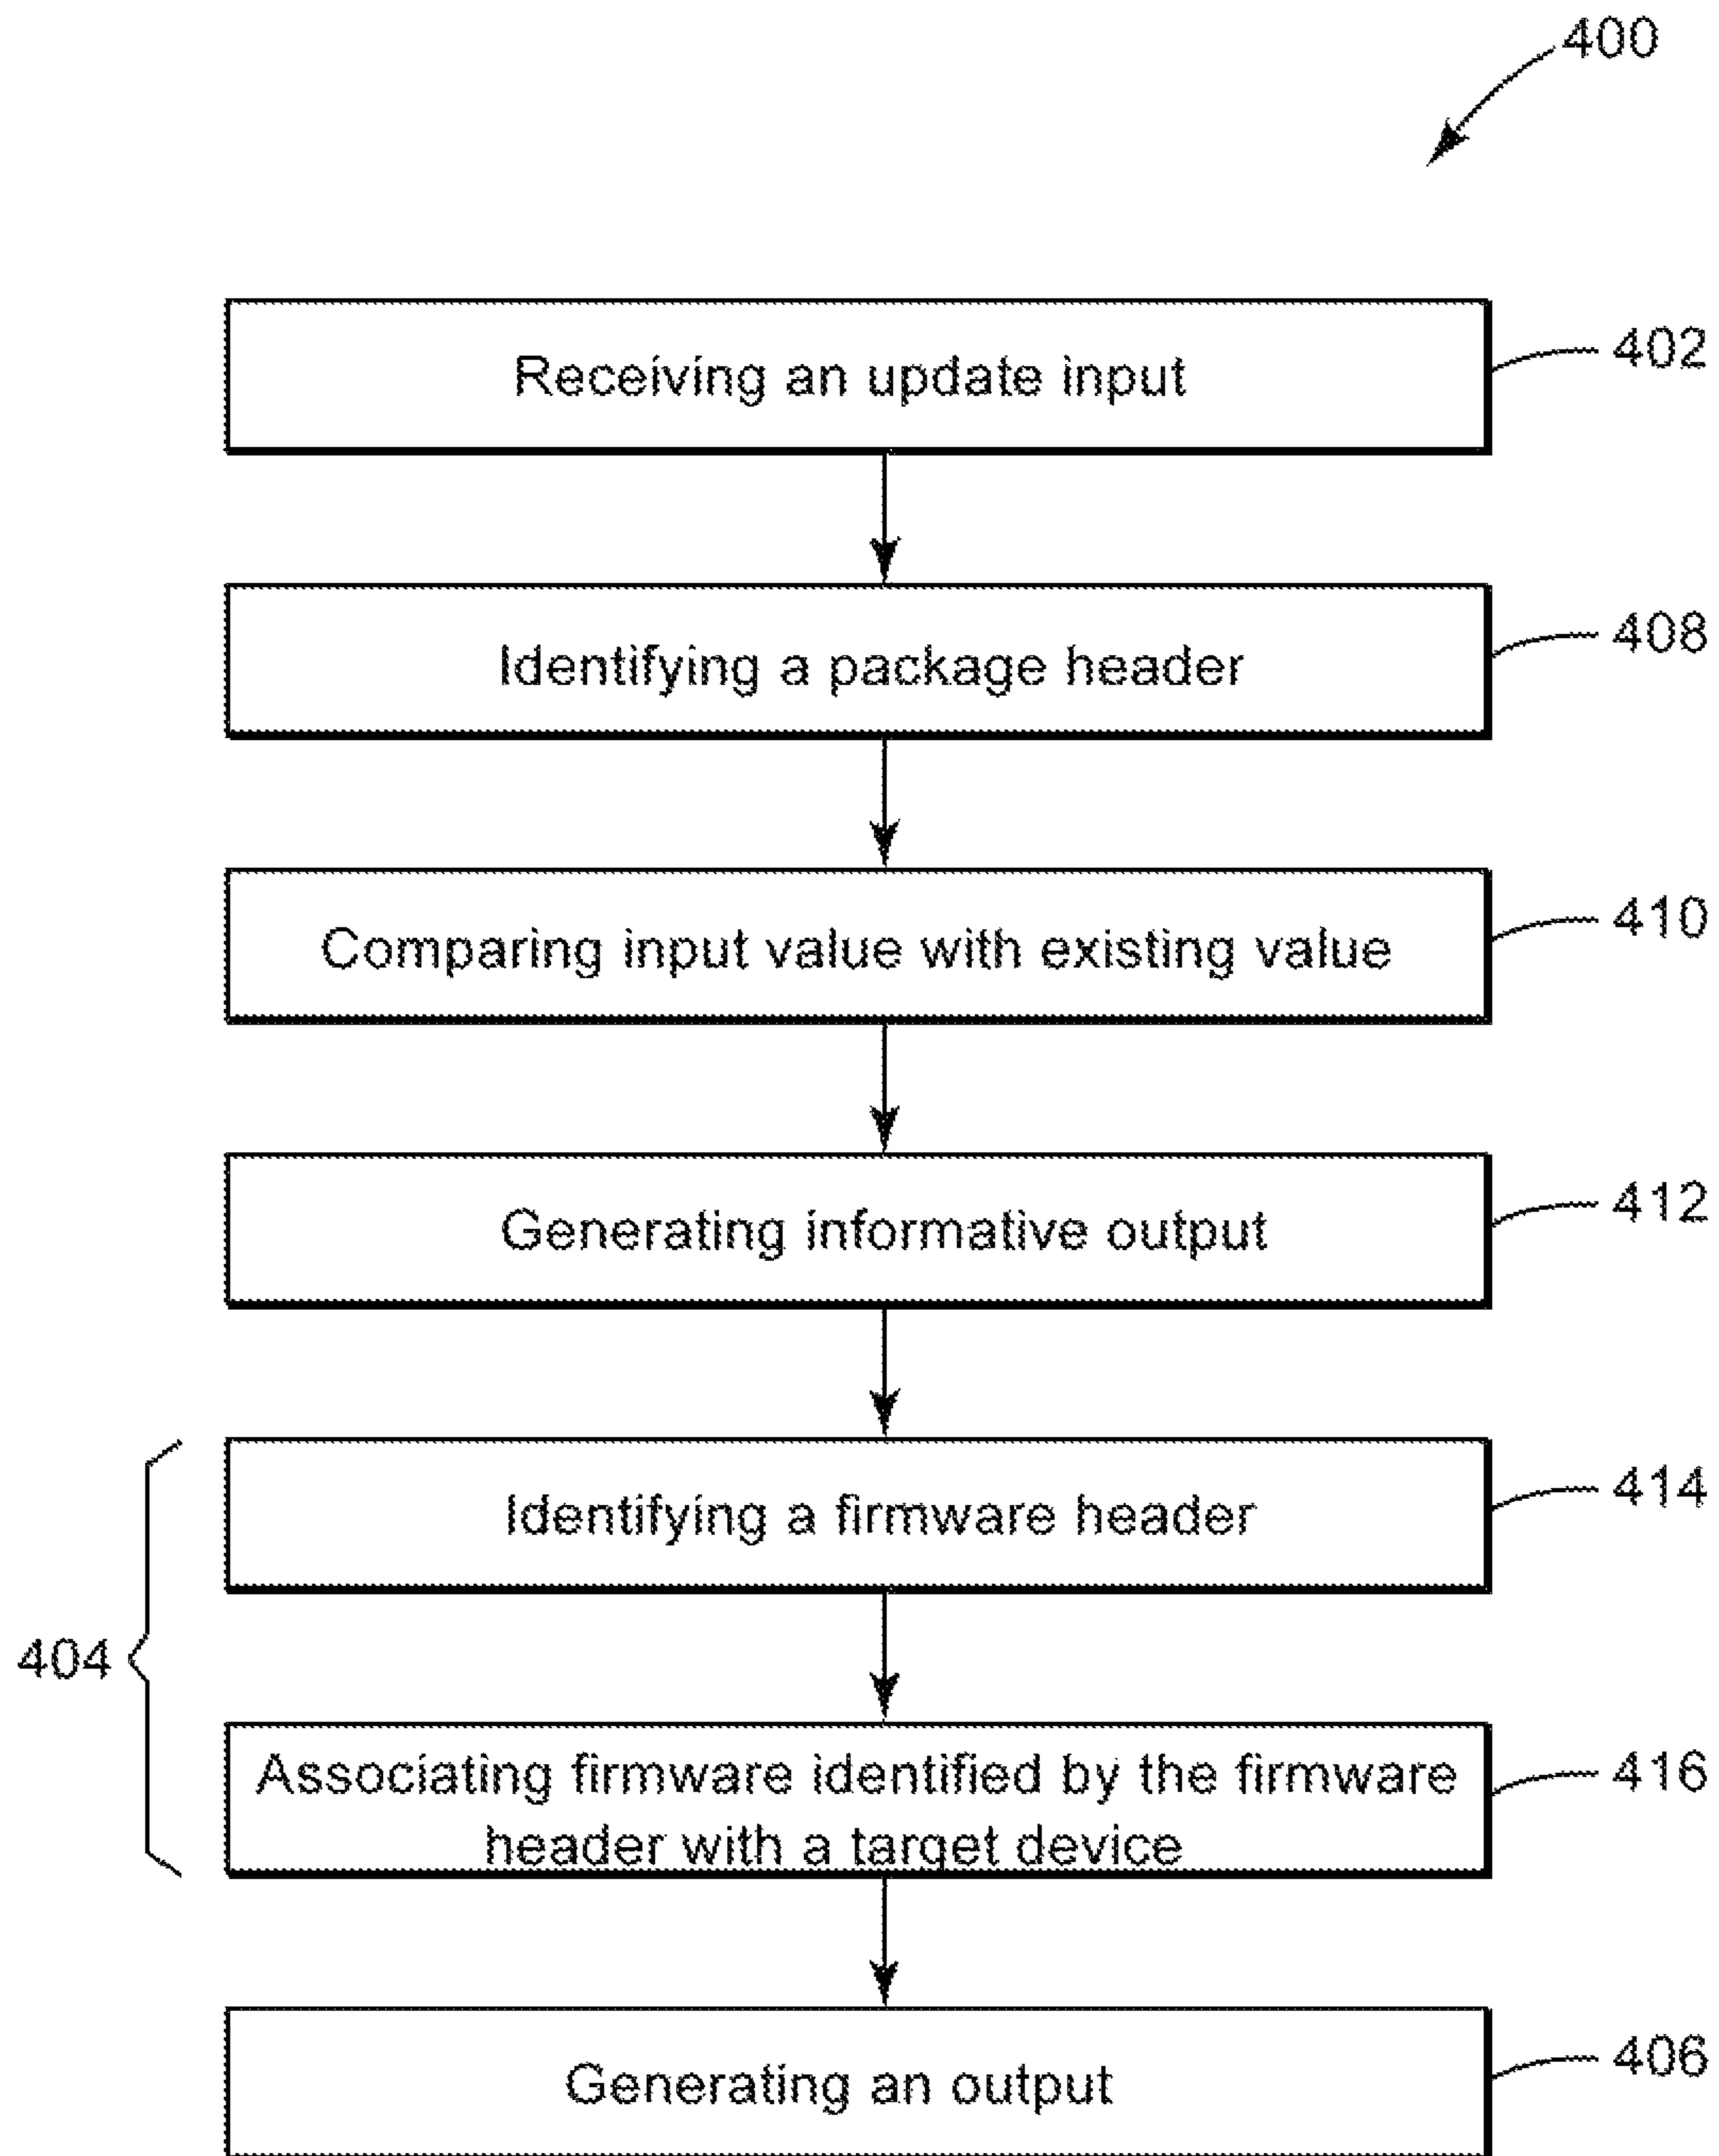 400
Receiving an update input
402
Identifying a package header
408
Comparing input value with existing value
410
Generating informative output
412
Identifying a firmware header
414
404
Associating firmware identified by the firmware
header with a target device
416
Generating an output
406